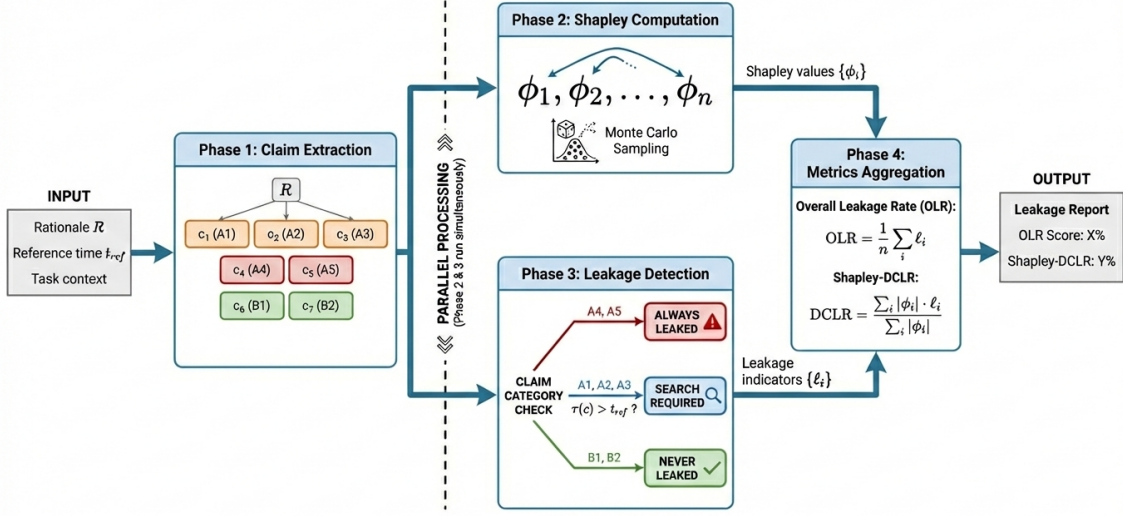 INPUT
Rationale R
Reference time t_ref
Task context
Phase 1: Claim Extraction
R
c₁ (A1)
c₂ (A2)
c₃ (A3)
c₄ (A4)
c₅ (A5)
c₆ (B1)
c₇ (B2)
PARALLEL PROCESSING
(Phase 2 & 3 run simultaneously)
Phase 2: Shapley Computation
ϕ₁, ϕ₂, . . . , ϕₙ
Monte Carlo
Sampling
Shapley values {ϕᵢ}
Phase 3: Leakage Detection
CLAIM
CATEGORY
CHECK
A4, A5
ALWAYS
LEAKED
A1, A2, A3
τ(c) > t_ref ?
SEARCH
REQUIRED
B1, B2
NEVER
LEAKED
Leakage
indicators {ℓᵢ}
Phase 4:
Metrics Aggregation
Overall Leakage Rate (OLR):
OLR = 1/n ∑ᵢ ℓᵢ
Shapley-DCLR:
DCLR = ∑ᵢ |ϕᵢ| · ℓᵢ / ∑ᵢ |ϕᵢ|
OUTPUT
Leakage Report
OLR Score: X%
Shapley-DCLR: Y%